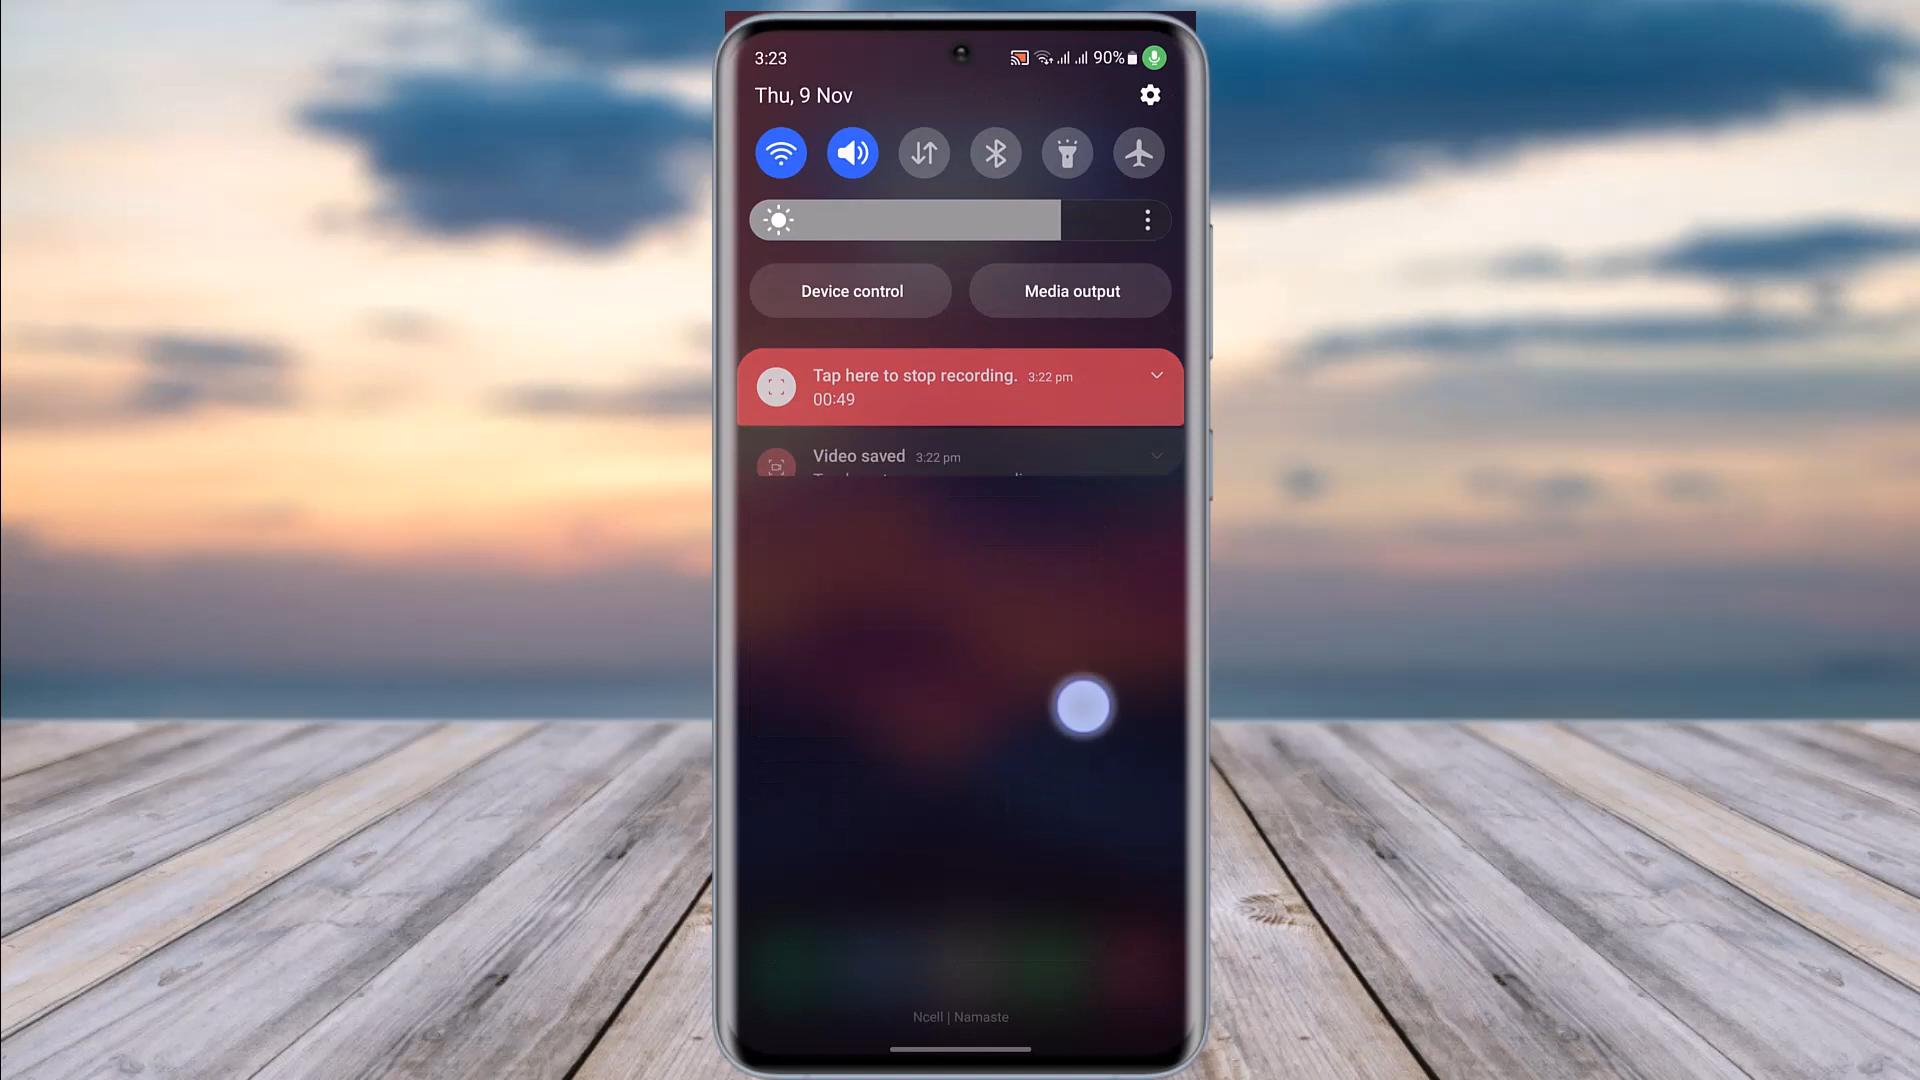 3:23
90%
Thu, 9 Nov
Device control
Media output
Tap here to stop recording. 3:22 pm
00:49
Video saved 3:22 pm
Ncell | Namaste